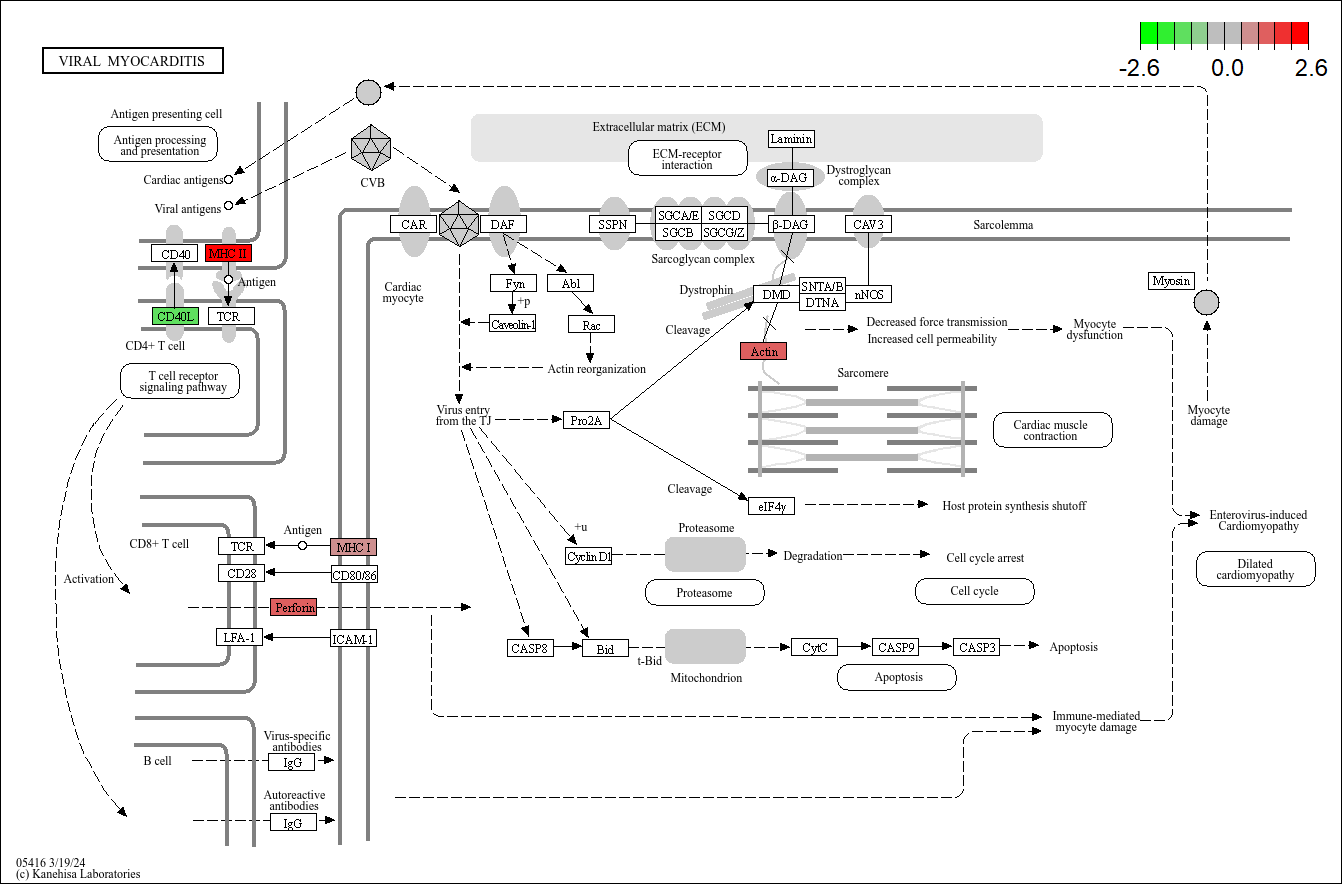 VIRAL MYOCARDITIS
-2.6 0.0 2.6
Antigen presenting cell
Antigen processing
and presentation
Cardiac antigens
Viral antigens
CVB
Extracellular matrix (ECM)
ECM-receptor
interaction
Laminin
α-DAG
Dystroglycan
complex
CD40
MHC II
Antigen
CD40L
TCR
CD4+ T cell
T cell receptor
signaling pathway
CAR
DAF
SSPN
SGCA/E
SGCD
SGCB
SGCG/Z
β-DAG
CAV3
Sarcolemma
Sarcoglycan complex
Cardiac
myocyte
Fyn
Abl
+p
Caveolin-1
Rac
Actin reorganization
Dystrophin
DMD
SNTA/B
DTNA
nNOS
Cleavage
Actin
Decreased force transmission
Increased cell permeability
Myocyte
dysfunction
Myosin
Sarcomere
Cardiac muscle
contraction
Myocyte
damage
Virus entry
from the TJ
Pro2A
Cleavage
eIF4γ
Host protein synthesis shutoff
Enterovirus-induced
Cardiomyopathy
Dilated
cardiomyopathy
CD8+ T cell
TCR
Antigen
MHC I
CD28
CD80/86
Activation
Perforin
LFA-1
ICAM-1
+u
Cyclin D1
Proteasome
Degradation
Cell cycle arrest
Proteasome
Cell cycle
CASP8
Bid
t-Bid
Mitochondrion
CytC
CASP9
CASP3
Apoptosis
Apoptosis
Immune-mediated
myocyte damage
Virus-specific
antibodies
B cell
IgG
Autoreactive
antibodies
IgG
05416 3/19/24
(c) Kanehisa Laboratories